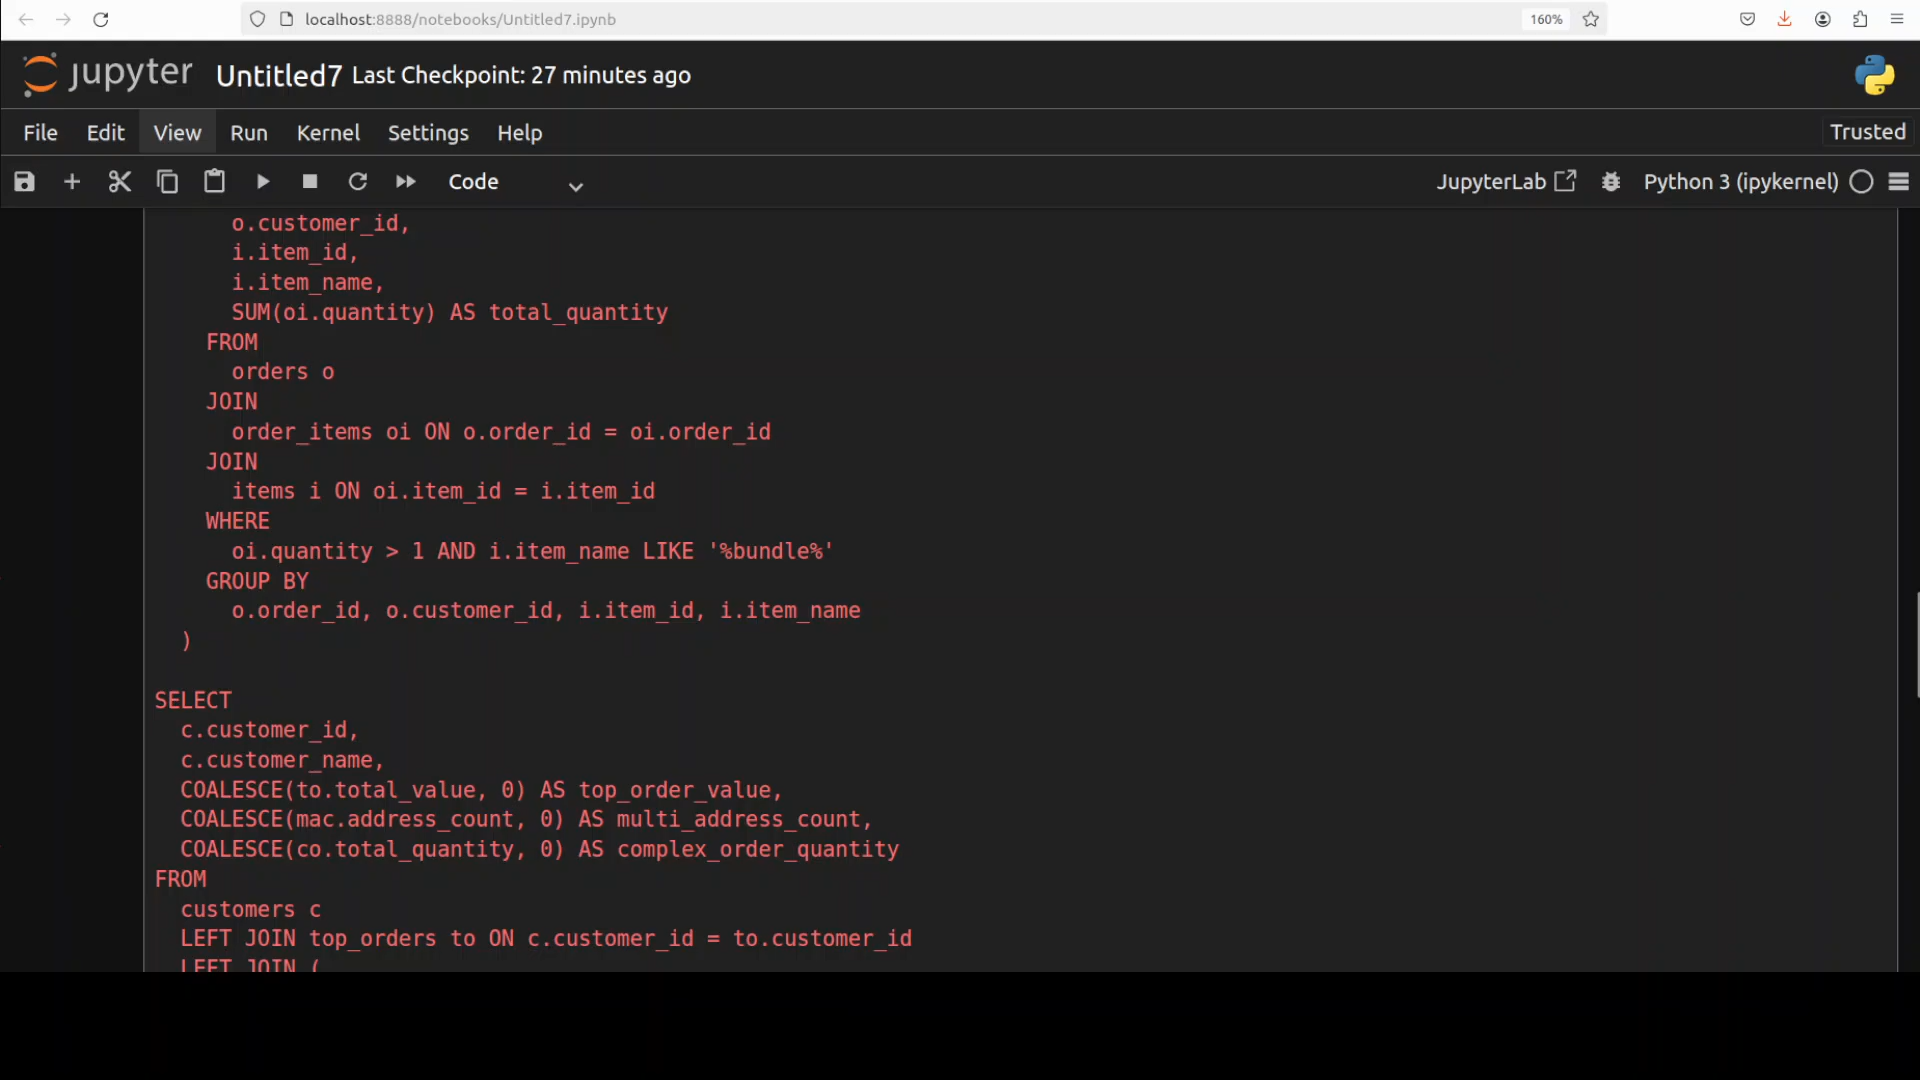 localhost:8888/notebooks/Untitled7.ipynb
160%
jupyter Untitled7 Last Checkpoint: 27 minutes ago
File Edit View Run Kernel Settings Help
Trusted
Code
JupyterLab
Python 3 (ipykernel)
o.customer_id,
i.item_id,
i.item_name,
SUM(oi.quantity) AS total_quantity
FROM
orders o
JOIN
order_items oi ON o.order_id = oi.order_id
JOIN
items i ON oi.item_id = i.item_id
WHERE
oi.quantity > 1 AND i.item_name LIKE '%bundle%'
GROUP BY
o.order_id, o.customer_id, i.item_id, i.item_name
)
SELECT
c.customer_id,
c.customer_name,
COALESCE(to.total_value, 0) AS top_order_value,
COALESCE(mac.address_count, 0) AS multi_address_count,
COALESCE(co.total_quantity, 0) AS complex_order_quantity
FROM
customers c
LEFT JOIN top_orders to ON c.customer_id = to.customer_id
LEFT JOIN (